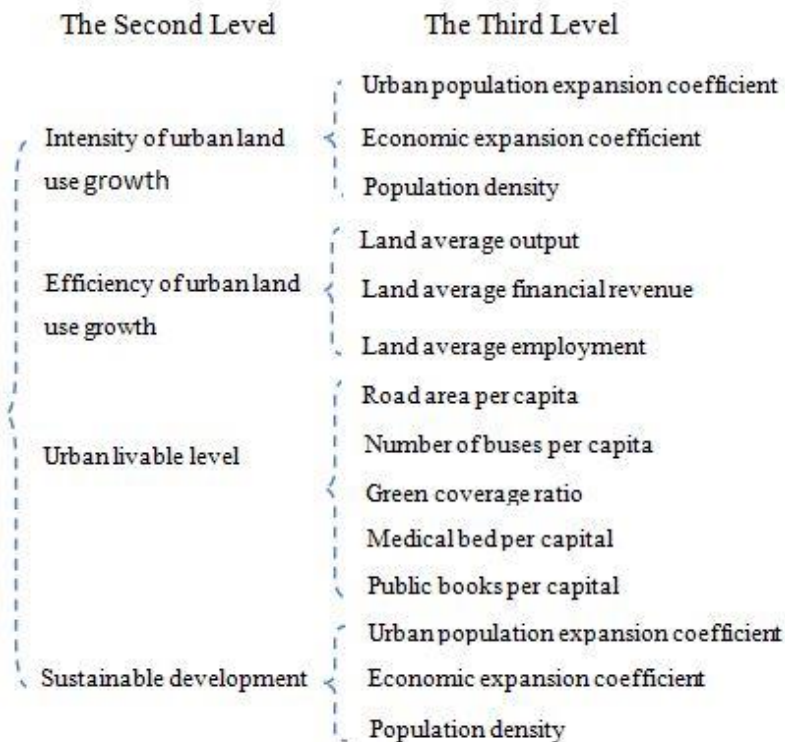 The Second Level
The Third Level
Intensity of urban land
use growth
Urban population expansion coefficient
Economic expansion coefficient
Population density
Efficiency of urban land
use growth
Land average output
Land average financial revenue
Land average employment
Urban livable level
Road area per capita
Number of buses per capita
Green coverage ratio
Medical bed per capital
Public books per capital
Sustainable development
Urban population expansion coefficient
Economic expansion coefficient
Population density